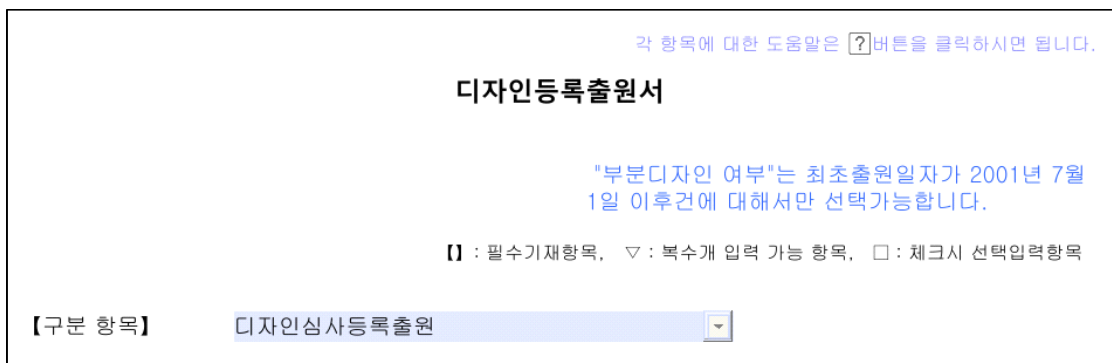 각 항목에 대한 도움말은 ?버튼을 클릭하시면 됩니다.
디자인등록출원서
"부분디자인 여부"는 최초출원일자가 2001년 7월
1일 이후건에 대해서만 선택가능합니다.
【】 : 필수기재항목, ▽ : 복수개 입력 가능 항목, □ : 체크시 선택입력항목
【구분 항목】 디자인심사등록출원